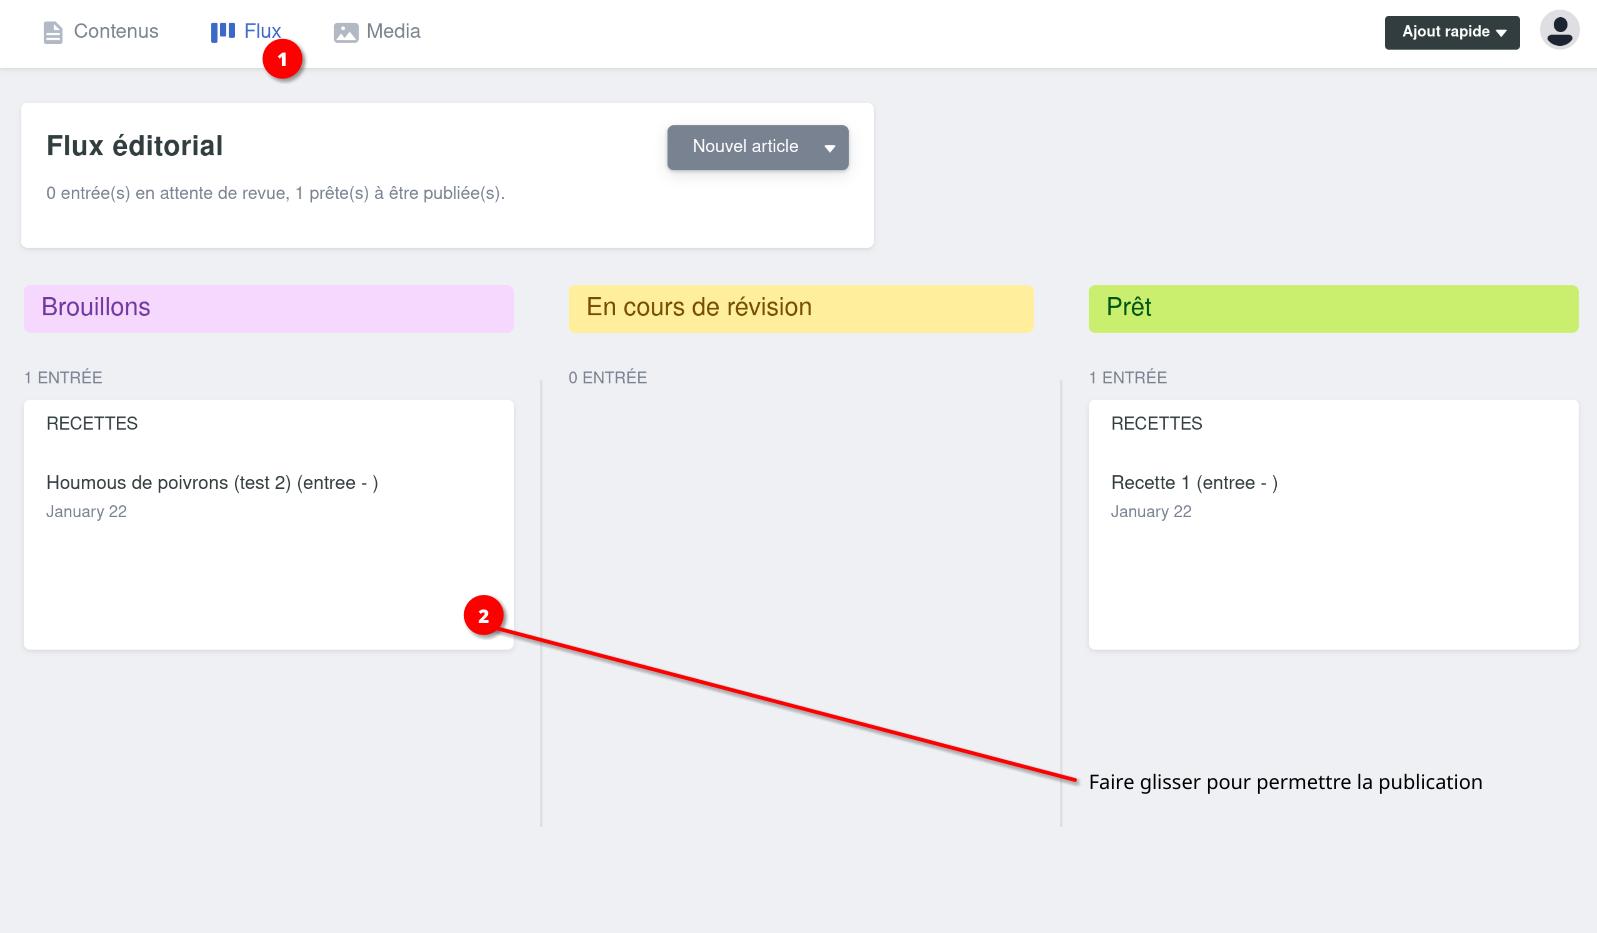 Contenus
Flux
Media
Ajout rapide
1
Flux éditorial
Nouvel article
0 entrée(s) en attente de revue, 1 prête(s) à être publiée(s).
Brouillons
En cours de révision
Prêt
1 ENTRÉE
0 ENTRÉE
1 ENTRÉE
RECETTES
Houmous de poivrons (test 2) (entree - )
January 22
RECETTES
Recette 1 (entree - )
January 22
2
Faire glisser pour permettre la publication